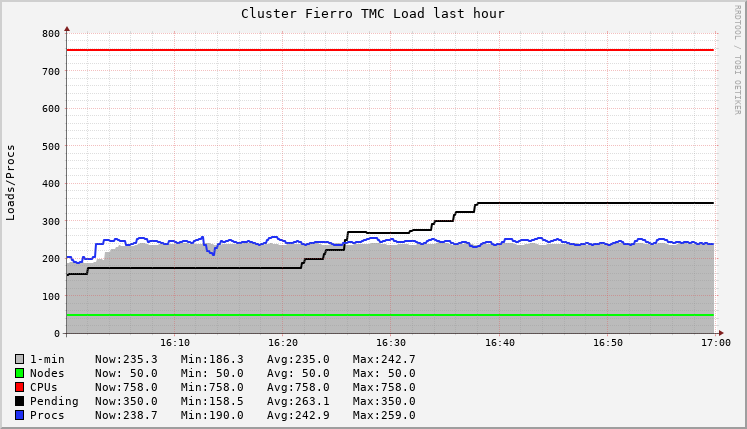 Cluster Fierro TMC Load last hour
RRDTOOL / TOBI OETIKER
Loads/Procs
800
700
600
500
400
300
200
100
0
16:10 16:20 16:30 16:40 16:50 17:00
1-min Now:235.3 Min:186.3 Avg:235.0 Max:242.7
Nodes Now: 50.0 Min: 50.0 Avg: 50.0 Max: 50.0
CPUs Now:758.0 Min:758.0 Avg:758.0 Max:758.0
Pending Now:350.0 Min:158.5 Avg:263.1 Max:350.0
Procs Now:238.7 Min:190.0 Avg:242.9 Max:259.0